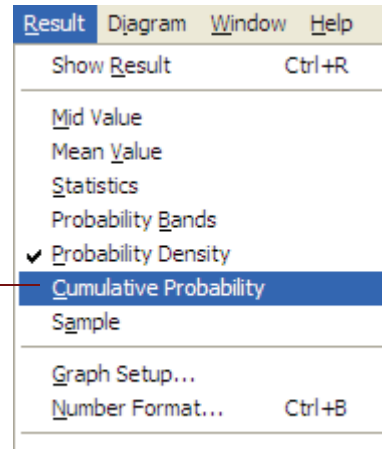 Result Diagram Window Help
Show Result Ctrl+R
Mid Value
Mean Value
Statistics
Probability Bands
Probability Density
Cumulative Probability
Sample
Graph Setup...
Number Format... Ctrl+B